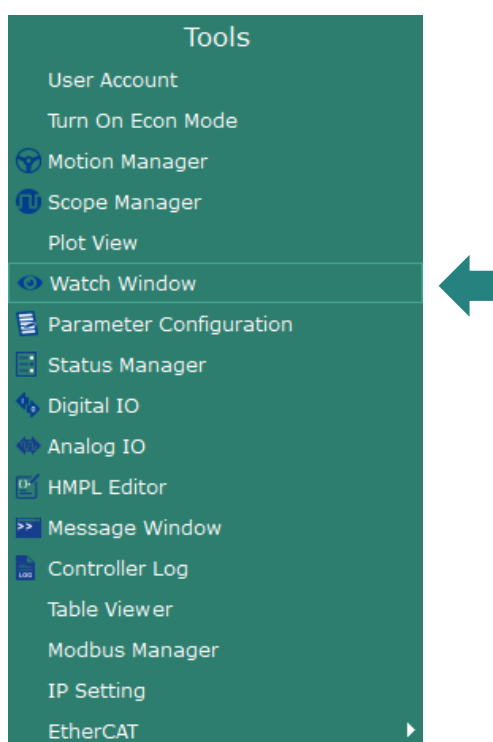 Tools
User Account
Turn On Econ Mode
Motion Manager
Scope Manager
Plot View
Watch Window
Parameter Configuration
Status Manager
Digital IO
Analog IO
HMPL Editor
>> Message Window
LOG Controller Log
Table Viewer
Modbus Manager
IP Setting
EtherCAT